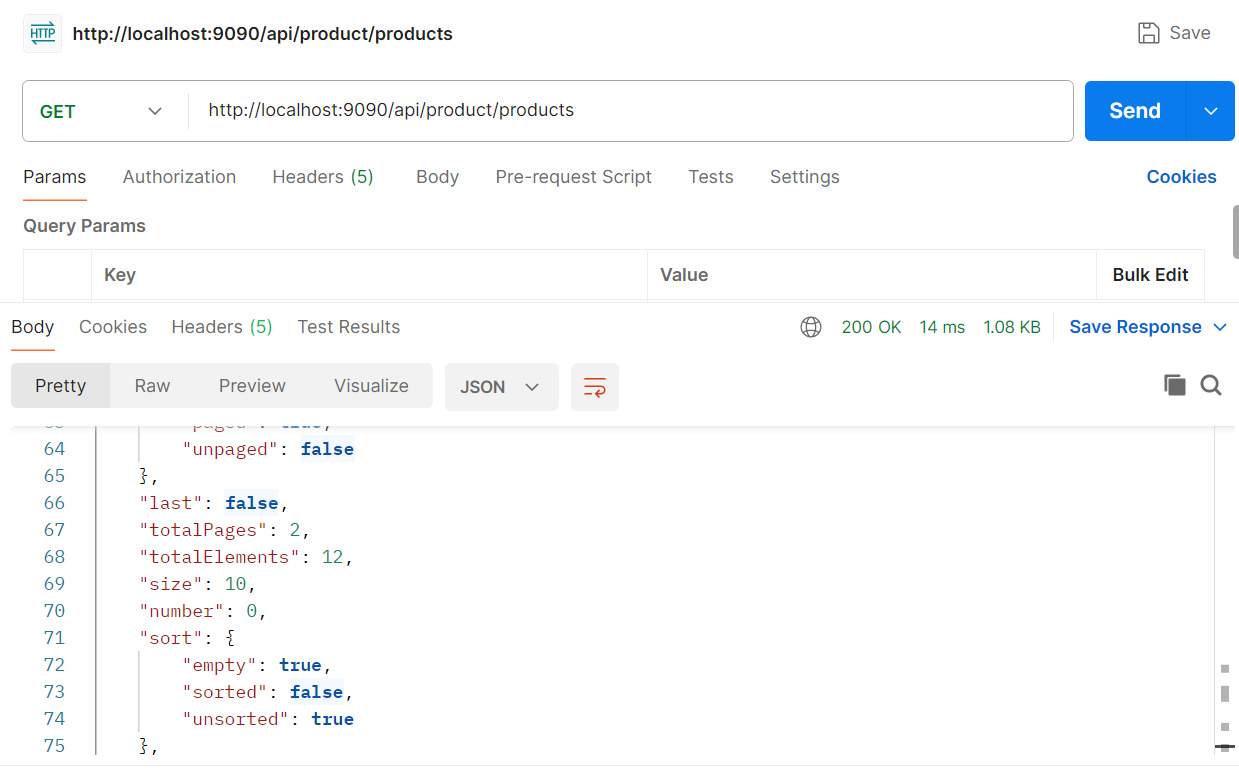 HTTP http://localhost:9090/api/product/products Save
GET http://localhost:9090/api/product/products Send
Params Authorization Headers (5) Body Pre-request Script Tests Settings Cookies
Query Params
Key Value Bulk Edit
Body Cookies Headers (5) Test Results 200 OK 14 ms 1.08 KB Save Response
Pretty Raw Preview Visualize JSON
64 "unpaged": false
65 },
66 "last": false,
67 "totalPages": 2,
68 "totalElements": 12,
69 "size": 10,
70 "number": 0,
71 "sort": {
72 "empty": true,
73 "sorted": false,
74 "unsorted": true
75 },